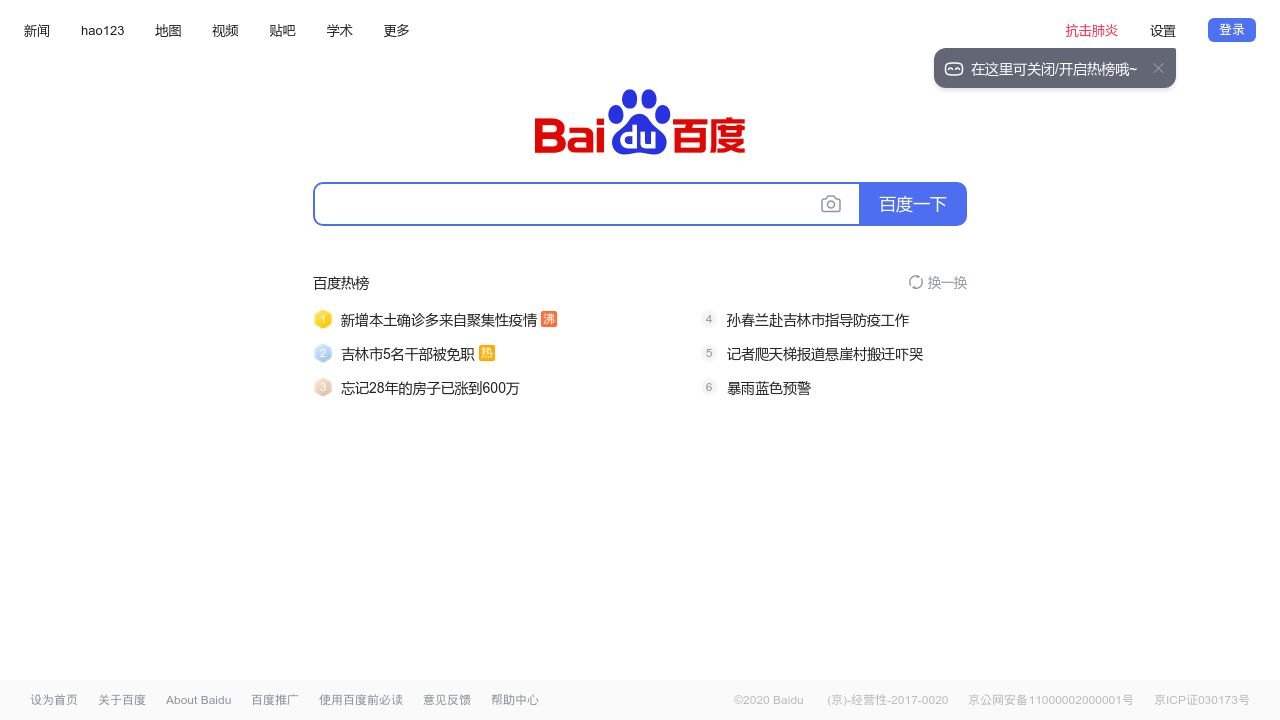 新闻 hao123 地图 视频 贴吧 学术 更多 抗击肺炎 设置 登录
在这里可关闭/开启热榜哦~
Baidu百度
百度一下
百度热榜 换一换
1 新增本土确诊多来自聚集性疫情 沸
2 吉林市5名干部被免职 热
3 忘记28年的房子已涨到600万
4 孙春兰赴吉林市指导防疫工作
5 记者爬天梯报道悬崖村搬迁吓哭
6 暴雨蓝色预警
设为首页 关于百度 About Baidu 百度推广 使用百度前必读 意见反馈 帮助中心 ©2020 Baidu (京)-经营性-2017-0020 京公网安备11000002000001号 京ICP证030173号